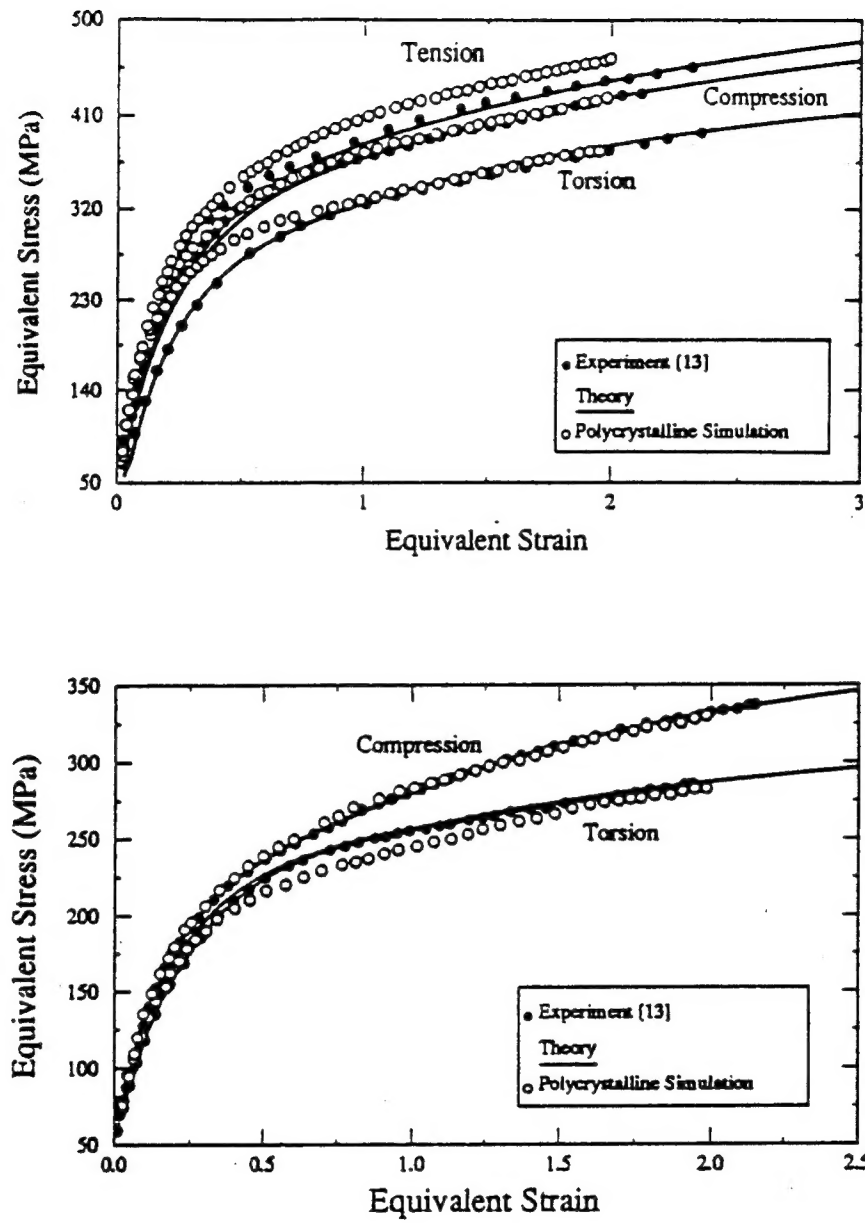 500
410
320
230
140
50
Equivalent Stress (MPa)
Tension
Compression
Torsion
• Experiment [13]
Theory
○ Polycrystalline Simulation
0
1
2
3
Equivalent Strain
350
300
250
200
150
100
50
Equivalent Stress (MPa)
Compression
Torsion
• Experiment [13]
Theory
○ Polycrystalline Simulation
0.0
0.5
1.0
1.5
2.0
2.5
Equivalent Strain